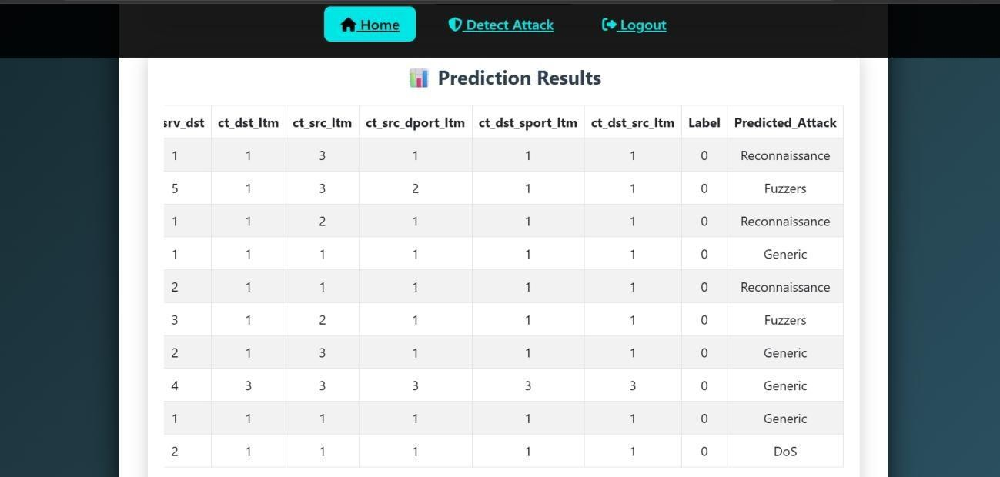 Home Detect Attack Logout
Prediction Results
srv_dst ct_dst_ltm ct_src_ltm ct_src_dport_ltm ct_dst_sport_ltm ct_dst_src_ltm Label Predicted_Attack
1 1 3 1 1 1 0 Reconnaissance
5 1 3 2 1 1 0 Fuzzers
1 1 2 1 1 1 0 Reconnaissance
1 1 1 1 1 1 0 Generic
2 1 1 1 1 1 0 Reconnaissance
3 1 2 1 1 1 0 Fuzzers
2 1 3 1 1 1 0 Generic
4 3 3 3 3 3 0 Generic
1 1 1 1 1 1 0 Generic
2 1 1 1 1 1 0 DoS